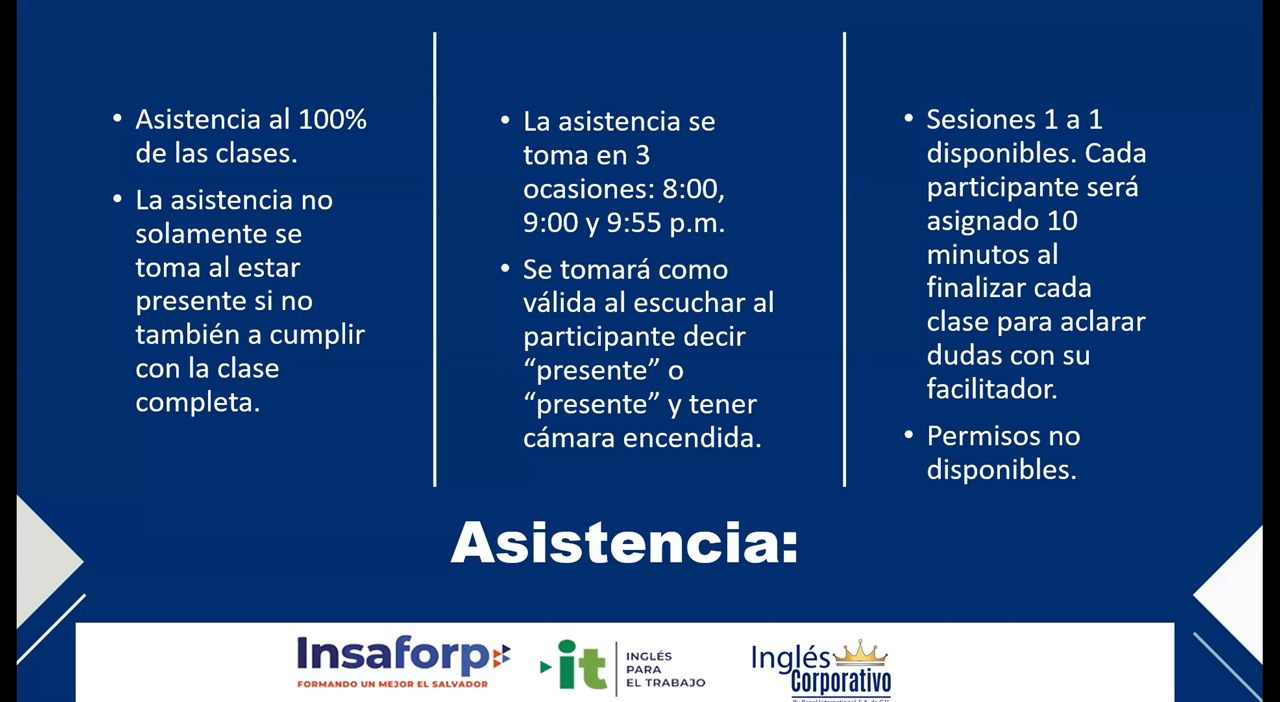 • Asistencia al 100%
de las clases.
• La asistencia no
solamente se
toma al estar
presente si no
también a cumplir
con la clase
completa.
• La asistencia se
toma en 3
ocasiones: 8:00,
9:00 y 9:55 p.m.
• Se tomará como
válida al escuchar al
participante decir
“presente” o
“presente” y tener
cámara encendida.
• Sesiones 1 a 1
disponibles. Cada
participante será
asignado 10
minutos al
finalizar cada
clase para aclarar
dudas con su
facilitador.
• Permisos no
disponibles.
Asistencia:
Insaforp
FORMANDO UN MEJOR EL SALVADOR
it
INGLÉS
PARA
EL TRABAJO
Inglés
Corporativo